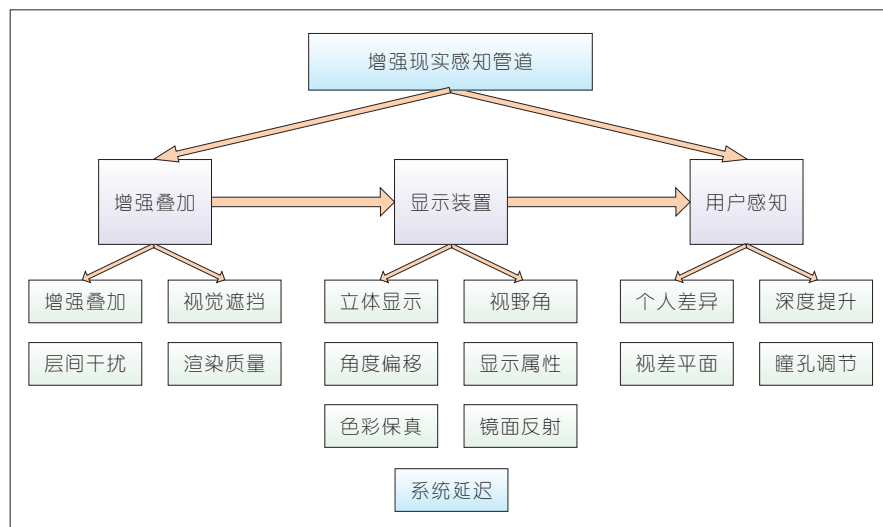 增强现实感知管道
增强叠加
显示装置
用户感知
增强叠加
视觉遮挡
立体显示
视野角
个人差异
深度提升
层间干扰
渲染质量
角度偏移
显示属性
视差平面
瞳孔调节
色彩保真
镜面反射
系统延迟